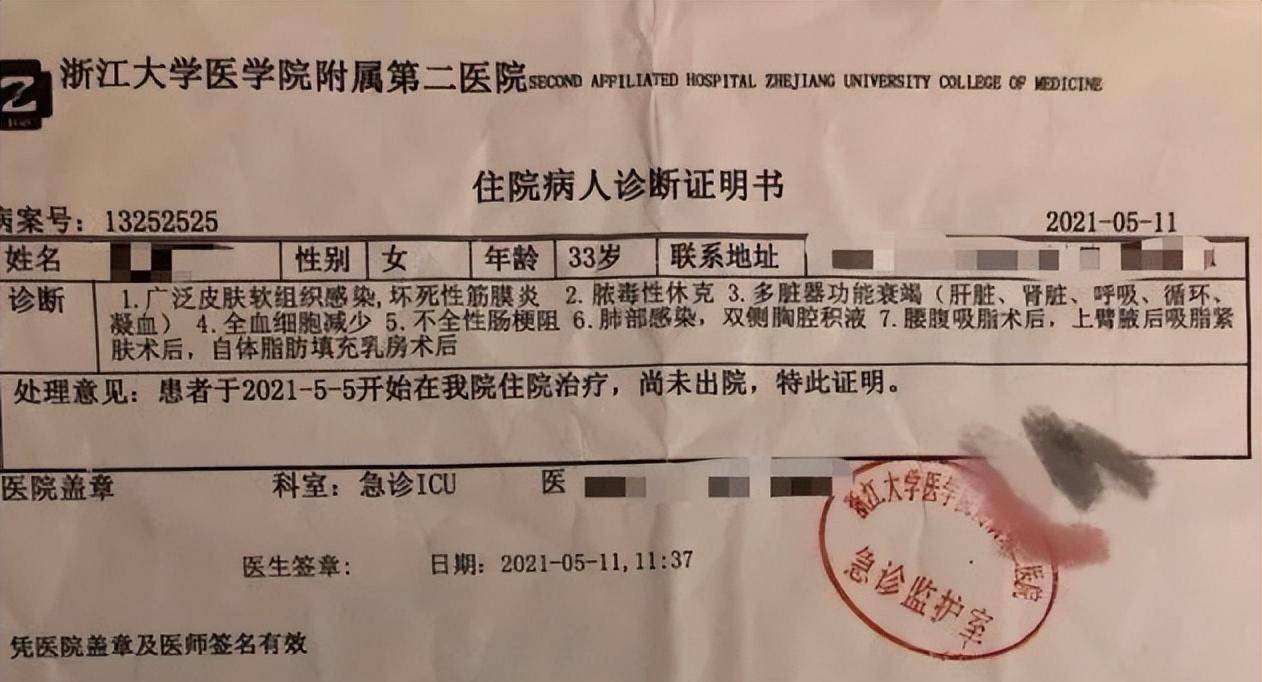 浙江大学医学院附属第二医院SECOND AFFILIATED HOSPITAL ZHEJIANG UNIVERSITY COLLEGE OF MEDICINE
住院病人诊断证明书
病案号：13252525 2021-05-11
姓名 性别 女 年龄 33岁 联系地址
诊断 1.广泛皮肤软组织感染,坏死性筋膜炎 2.脓毒性休克 3.多脏器功能衰竭（肝脏、肾脏、呼吸、循环、
凝血）4.全血细胞减少 5.不全性肠梗阻 6.肺部感染，双侧胸腔积液 7.腰腹吸脂术后，上臂腋后吸脂紧
肤术后，自体脂肪填充乳房术后
处理意见：患者于2021-5-5开始在我院住院治疗，尚未出院，特此证明。
医院盖章 科室：急诊ICU 医
浙江大学医学院 医院
急诊监护室
医生签章： 日期：2021-05-11,11:37
凭医院盖章及医师签名有效